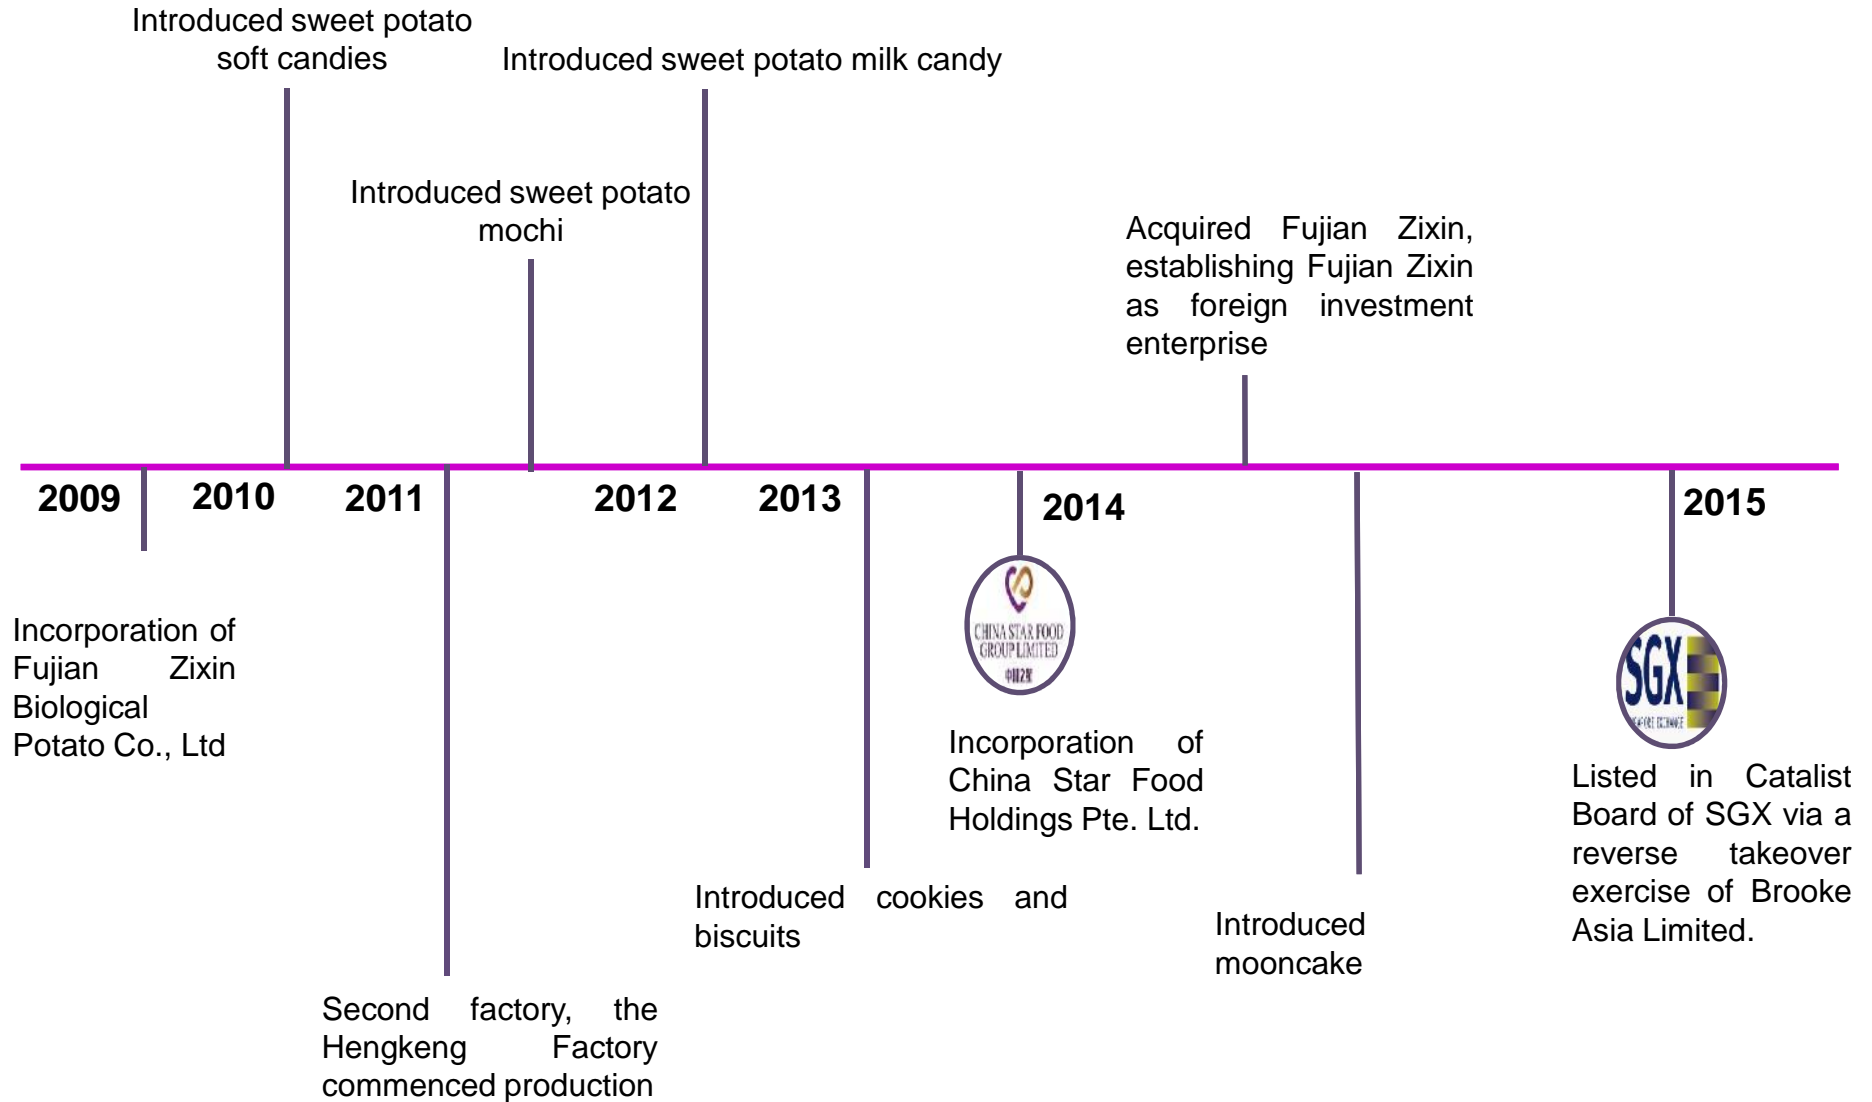 Introduced sweet potato
soft candies
Introduced sweet potato milk candy
Introduced sweet potato
mochi
Acquired Fujian Zixin,
establishing Fujian Zixin
as foreign investment
enterprise
2009
2010
2011
2012
2013
2014
2015
Incorporation of
Fujian Zixin
Biological
Potato Co., Ltd
CHINA STAR FOOD
GROUP LIMITED
SGX
Incorporation of
China Star Food
Holdings Pte. Ltd.
Listed in Catalist
Board of SGX via a
reverse takeover
exercise of Brooke
Asia Limited.
Introduced cookies and
biscuits
Introduced
mooncake
Second factory, the
Hengkeng Factory
commenced production